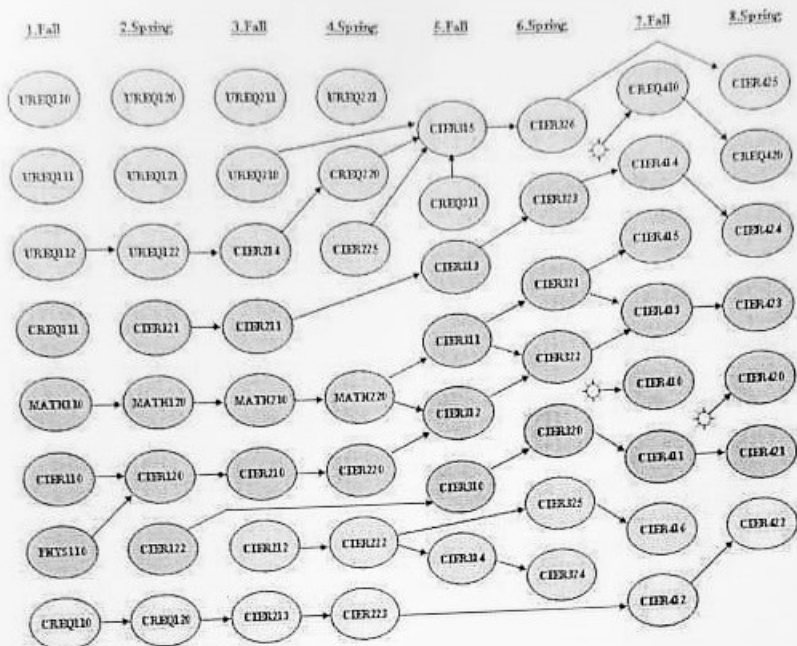 1.Fall 2.Spring 3.Fall 4.Spring 5.Fall 6.Spring 7.Fall 8.Spring
UREQ110 UREQ120 UREQ211 UREQ221 CIER315 CIER326 CREQ410 CIER425
UREQ111 UREQ121 UREQ210 CREQ220 CREQ311 CIER323 CIER414 CREQ420
UREQ112 UREQ122 CIER214 CIER225 CIER313 CIER321 CIER415 CIER424
CREQ111 CIER121 CIER211 CIER311 CIER322 CIER413 CIER423
MATH110 MATH120 MATH210 MATH220 CIER312 CIER320 CIER410 CIER420
CIER110 CIER120 CIER210 CIER220 CIER310 CIER325 CIER411 CIER421
PHYS110 CIER122 CIER212 CIER222 CIER314 CIER324 CIER416 CIER422
CREQ110 CREQ120 CIER213 CIER223 CIER412